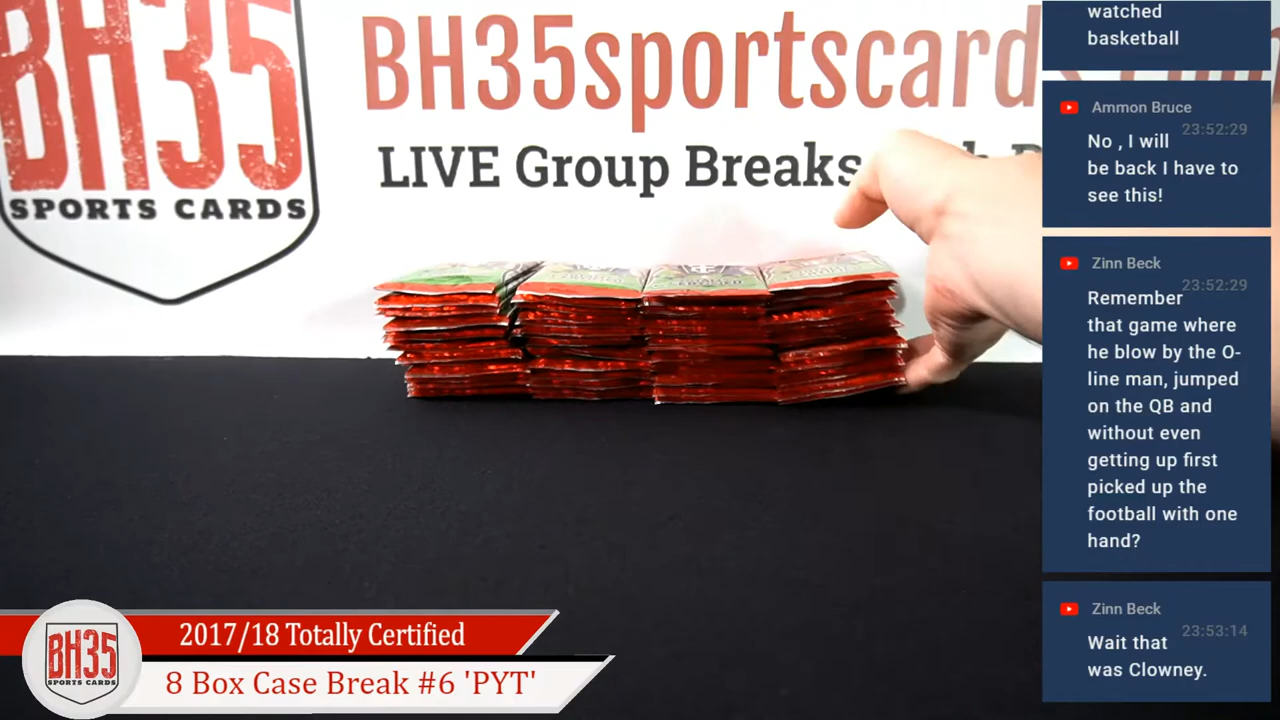 BH35
SPORTS CARDS
BH35sportscard
LIVE Group Breaks
watched
basketball
Ammon Bruce
23:52:29
No , I will
be back I have to
see this!
Zinn Beck
23:52:29
Remember
that game where
he blow by the O-
line man, jumped
on the QB and
without even
getting up first
picked up the
football with one
hand?
Zinn Beck
23:53:14
Wait that
was Clowney.
2017/18 Totally Certified
8 Box Case Break #6 'PYT'
BH35
SPORTS CARDS